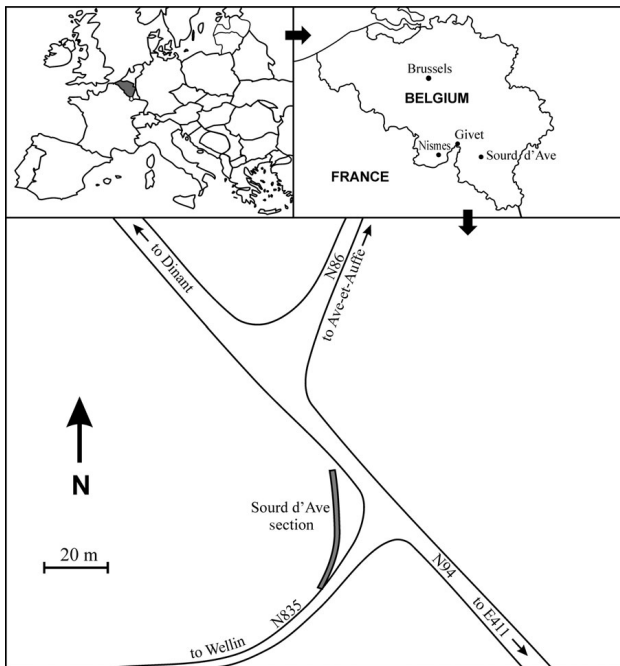 Brussels
BELGIUM
Nismes
Givet
Sourd d'Ave
FRANCE
to Dinant
N86
to Ave-et-Auffe
N
Sourd d'Ave
section
20 m
N94
to E411
N835
to Wellin